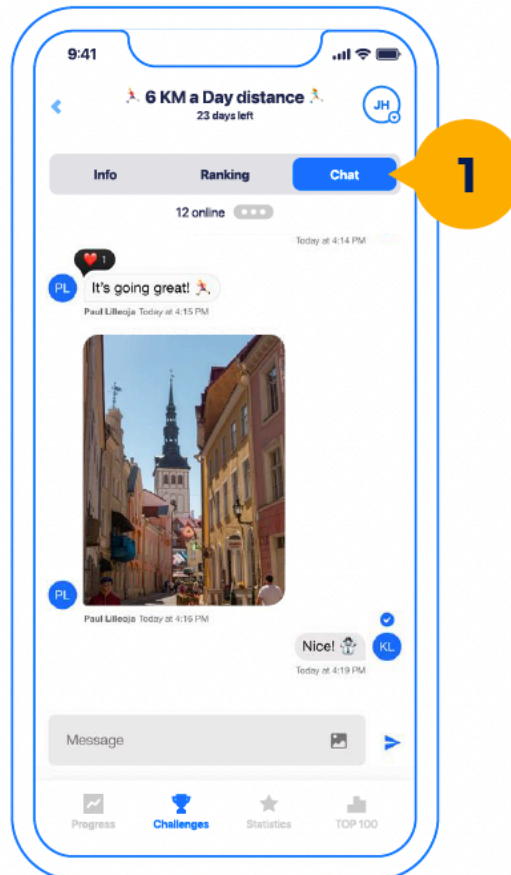 9:41
🏃 6 KM a Day distance 🏃
23 days left
JH
Info Ranking Chat
1
12 online
Today at 4:14 PM
❤️ 1
PL It's going great! 🏃
Paul Lilleoja Today at 4:15 PM
PL
Paul Lilleoja Today at 4:16 PM
Nice! ⛄ KL
Today at 4:19 PM
Message
Progress Challenges Statistics TOP 100